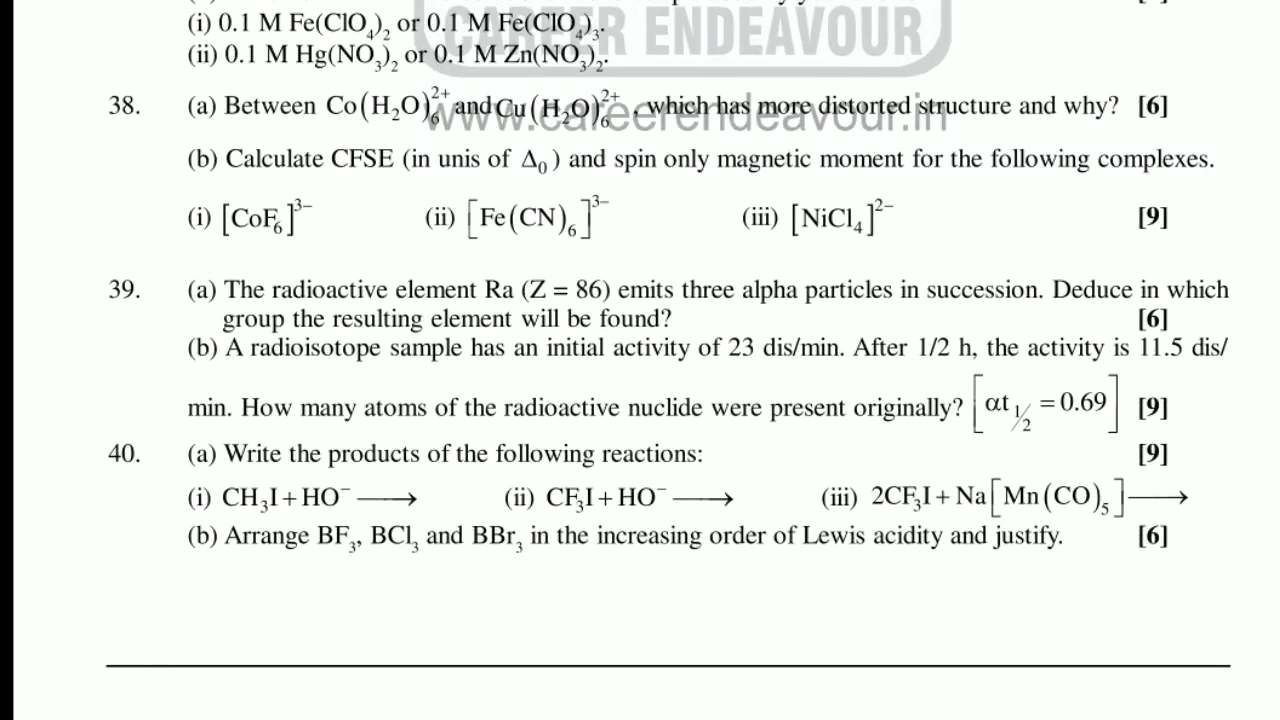 (i) 0.1 M Fe(ClO₄)₂ or 0.1 M Fe(ClO₄)₃.
CAREER ENDEAVOUR
(ii) 0.1 M Hg(NO₃)₂ or 0.1 M Zn(NO₃)₂.
38. (a) Between Co(H₂O)₆²⁺ and Cu(H₂O)₆²⁺, which has more distorted structure and why? [6]
www.careerendeavour.in
(b) Calculate CFSE (in unis of Δ₀) and spin only magnetic moment for the following complexes.
(i) [CoF₆]³⁻ (ii) [Fe(CN)₆]³⁻ (iii) [NiCl₄]²⁻ [9]
39. (a) The radioactive element Ra (Z = 86) emits three alpha particles in succession. Deduce in which
group the resulting element will be found? [6]
(b) A radioisotope sample has an initial activity of 23 dis/min. After 1/2 h, the activity is 11.5 dis/
min. How many atoms of the radioactive nuclide were present originally? [αt₁/₂ = 0.69] [9]
40. (a) Write the products of the following reactions: [9]
(i) CH₃I + HO⁻ ⟶ (ii) CF₃I + HO⁻ ⟶ (iii) 2CF₃I + Na[Mn(CO)₅] ⟶
(b) Arrange BF₃, BCl₃ and BBr₃ in the increasing order of Lewis acidity and justify. [6]